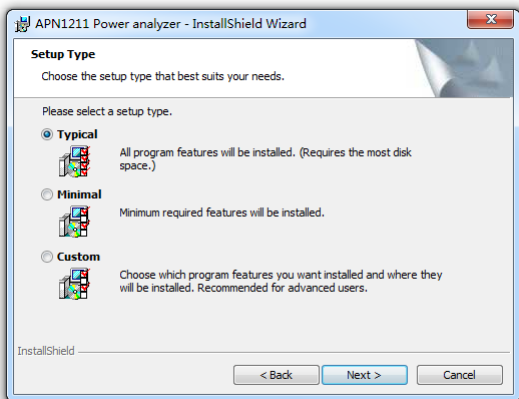 APN1211 Power analyzer - InstallShield Wizard
Setup Type
Choose the setup type that best suits your needs.
Please select a setup type.
Typical
All program features will be installed. (Requires the most disk
space.)
Minimal
Minimum required features will be installed.
Custom
Choose which program features you want installed and where they
will be installed. Recommended for advanced users.
InstallShield
< Back
Next >
Cancel